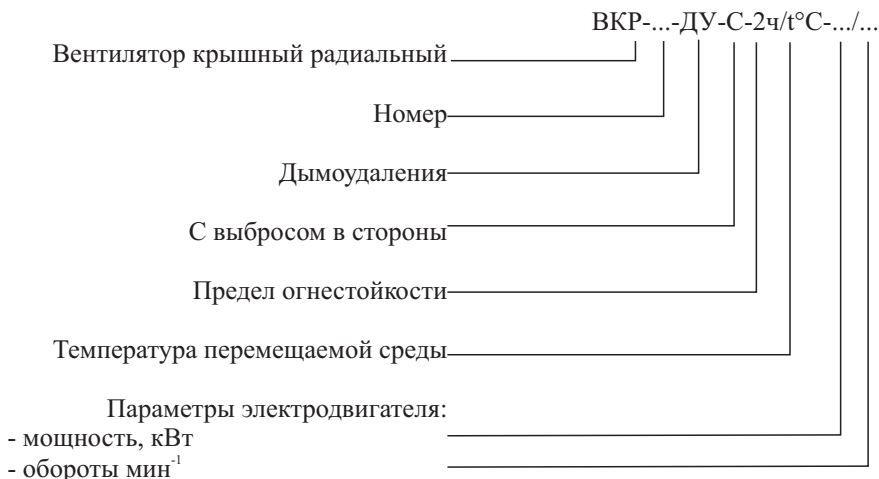 ВКР-...-ДУ-С-2ч/t°С-.../...
Вентилятор крышный радиальный
Номер
Дымоудаления
С выбросом в стороны
Предел огнестойкости
Температура перемещаемой среды
Параметры электродвигателя:
- мощность, кВт
- обороты мин⁻¹